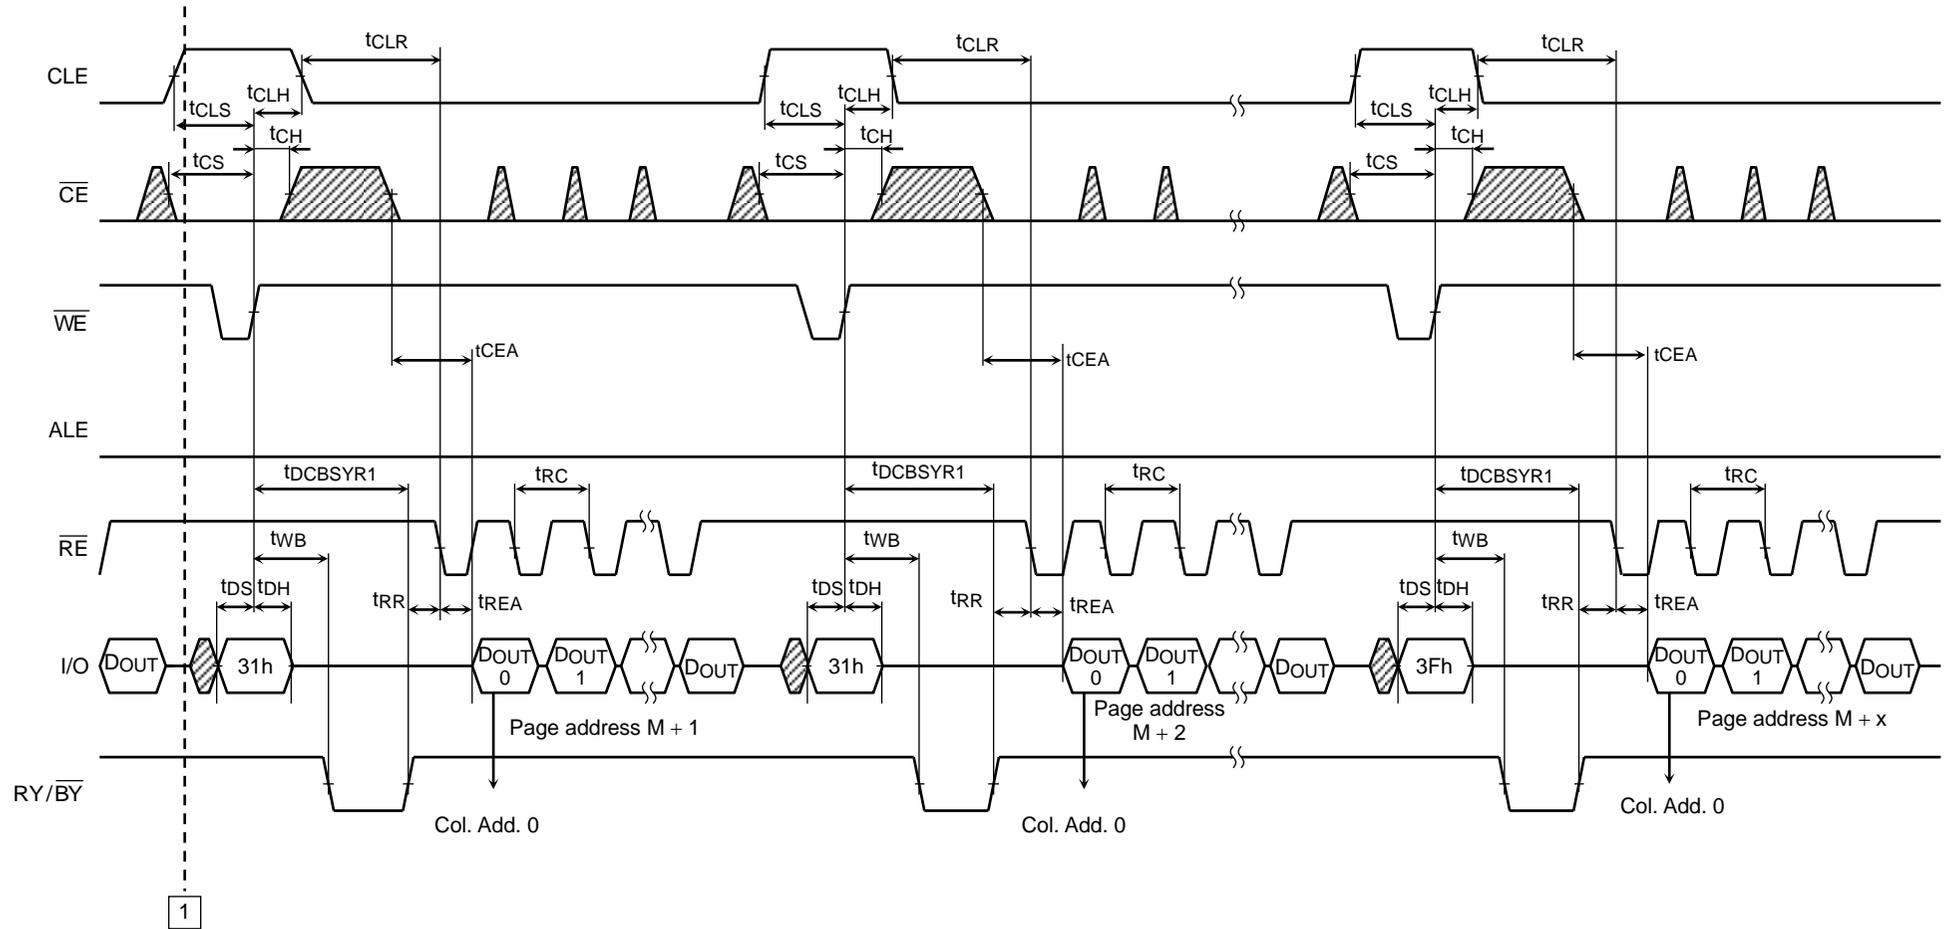 tCLR tCLR tCLR
CLE
tCLH tCLH tCLH
tCLS tCLS tCLS
tCH tCH tCH
tCS tCS tCS
CE
WE
tCEA tCEA tCEA
ALE
tDCBSYR1 tRC tDCBSYR1 tRC tDCBSYR1 tRC
RE tWB tWB tWB
tDS tDH tDS tDH tDS tDH
tRR tREA tRR tREA tRR tREA
I/O DOUT 31h DOUT 0 DOUT 1 DOUT 31h DOUT 0 DOUT 1 DOUT 3Fh DOUT 0 DOUT 1 DOUT
Page address M + 1
Page address
M + 2
Page address M + x
RY/BY
Col. Add. 0 Col. Add. 0 Col. Add. 0
1